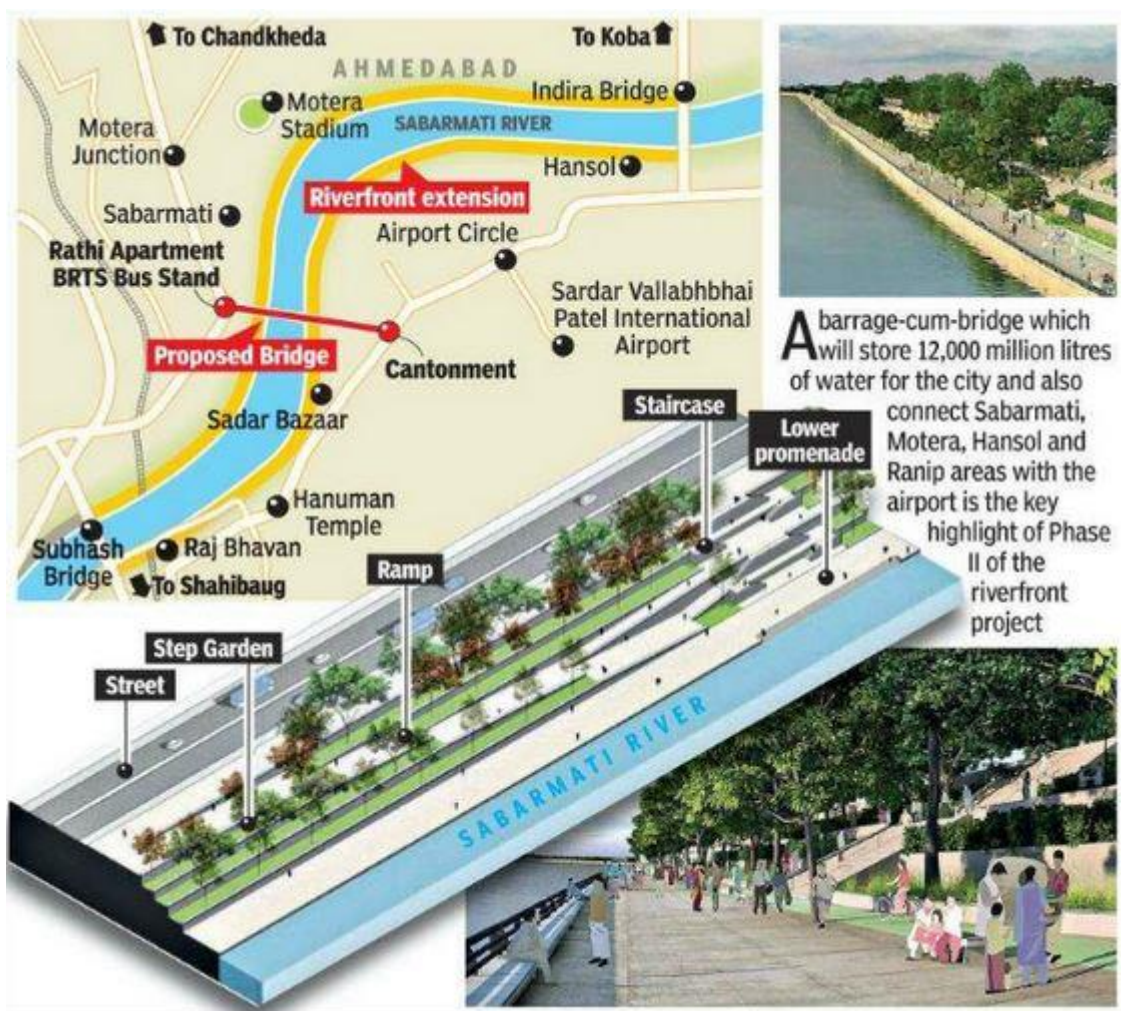 To Chandkheda
To Koba
AHMEDABAD
Motera
Stadium
Indira Bridge
SABARMATI RIVER
Motera
Junction
Hansol
Riverfront extension
Sabarmati
Airport Circle
Rathi Apartment
BRTS Bus Stand
Sardar Vallabhbhai
Patel International
Airport
Proposed Bridge
Cantonment
Sadar Bazaar
Hanuman
Temple
Subhash
Bridge
Raj Bhavan
To Shahibaug
A barrage-cum-bridge which
will store 12,000 million litres
of water for the city and also
connect Sabarmati,
Motera, Hansol and
Ranip areas with the
airport is the key
highlight of Phase
II of the
riverfront
project
Staircase
Lower
promenade
Ramp
Step Garden
Street
SABARMATI RIVER